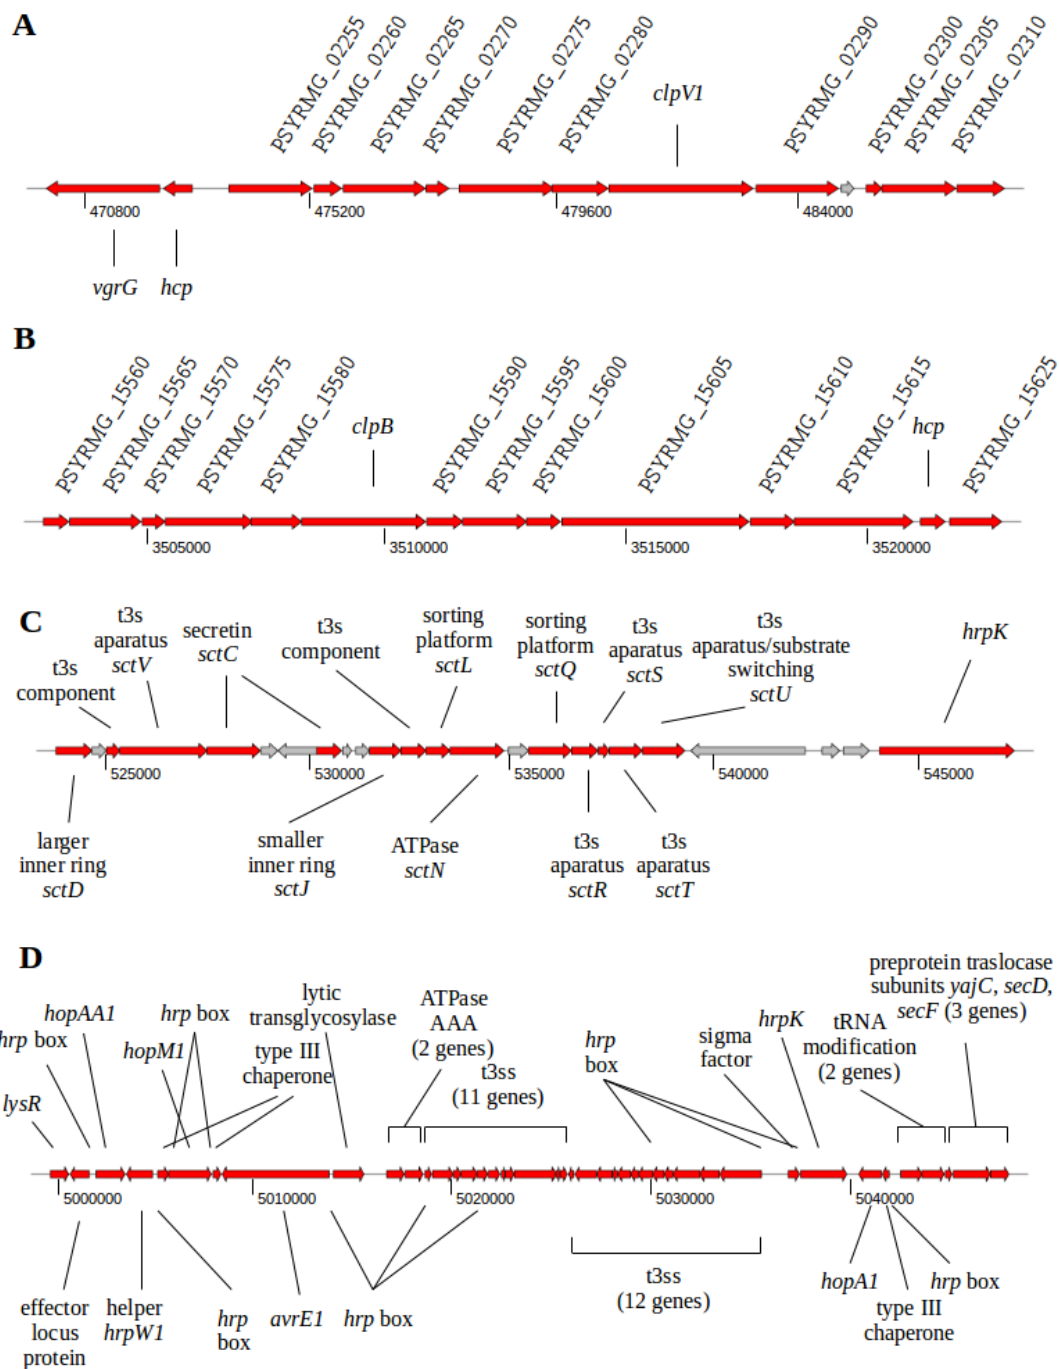 A
PSYRMG_02255
PSYRMG_02260
PSYRMG_02265
PSYRMG_02270
PSYRMG_02275
PSYRMG_02280
clpV1
PSYRMG_02290
PSYRMG_02300
PSYRMG_02305
PSYRMG_02310
470800
475200
479600
484000
vgrG
hcp
B
PSYRMG_15560
PSYRMG_15565
PSYRMG_15570
PSYRMG_15575
PSYRMG_15580
clpB
PSYRMG_15590
PSYRMG_15595
PSYRMG_15600
PSYRMG_15605
PSYRMG_15610
PSYRMG_15615
hcp
PSYRMG_15625
3505000
3510000
3515000
3520000
C
t3s
component
t3s
aparatus
sctV
secretin
sctC
t3s
component
sorting
platform
sctL
sorting
platform
sctQ
t3s
aparatus
sctS
t3s
aparatus/substrate
switching
sctU
hrpK
525000
530000
535000
540000
545000
larger
inner ring
sctD
smaller
inner ring
sctJ
ATPase
sctN
t3s
aparatus
sctR
t3s
aparatus
sctT
D
lysR
hrp box
hopAA1
hopM1
hrp box
type III
chaperone
lytic
transglycosylase
ATPase
AAA
(2 genes)
t3ss
(11 genes)
hrp
box
sigma
factor
hrpK
tRNA
modification
(2 genes)
preprotein traslocase
subunits yajC, secD,
secF (3 genes)
5000000
5010000
5020000
5030000
5040000
effector
locus
protein
helper
hrpW1
hrp
box
avrE1
hrp box
t3ss
(12 genes)
hopA1
type III
chaperone
hrp box